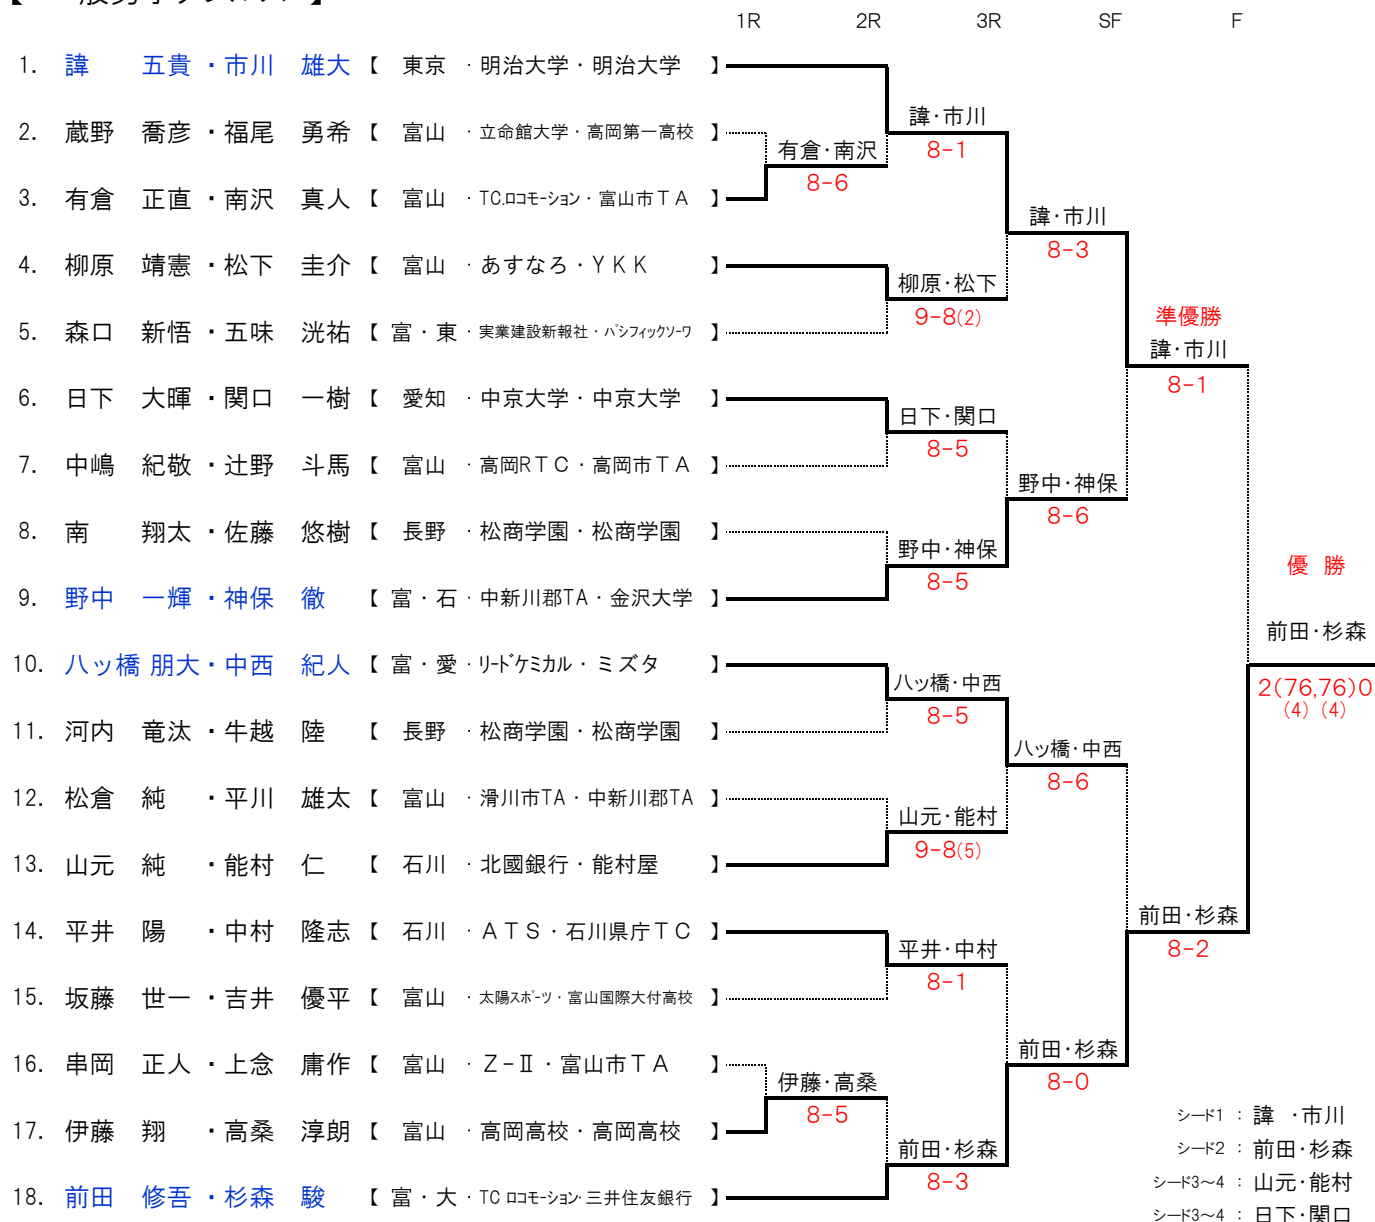 1R 2R 3R SF F
1. 諱 五貴・市川 雄大【 東京 ・明治大学・明治大学 】
2. 蔵野 喬彦・福尾 勇希【 富山 ・立命館大学・高岡第一高校 】
3. 有倉 正直・南沢 真人【 富山 ・TC.ロコモーション・富山市TA 】
4. 柳原 靖憲・松下 圭介【 富山 ・あすなろ・YKK 】
5. 森口 新悟・五味 洸祐【 富・東 ・実業建設新報社・パシフィックソーワ 】
6. 日下 大暉・関口 一樹【 愛知 ・中京大学・中京大学 】
7. 中嶋 紀敬・辻野 斗馬【 富山 ・高岡RTC・高岡市TA 】
8. 南 翔太・佐藤 悠樹【 長野 ・松商学園・松商学園 】
9. 野中 一輝・神保 徹 【 富・石・中新川郡TA・金沢大学 】
10. 八ッ橋 朋大・中西 紀人【 富・愛・リードケミカル・ミズタ 】
11. 河内 竜汰・牛越 陸 【 長野 ・松商学園・松商学園 】
12. 松倉 純 ・平川 雄太【 富山 ・滑川市TA・中新川郡TA 】
13. 山元 純 ・能村 仁 【 石川 ・北國銀行・能村屋 】
14. 平井 陽 ・中村 隆志【 石川 ・ATS・石川県庁TC 】
15. 坂藤 世一・吉井 優平【 富山 ・太陽スポーツ・富山国際大付高校 】
16. 串岡 正人・上念 庸作【 富山 ・Z-Ⅱ・富山市TA 】
17. 伊藤 翔 ・高桑 淳朗【 富山 ・高岡高校・高岡高校 】
18. 前田 修吾・杉森 駿 【 富・大・TC ロコモーション・三井住友銀行 】
有倉・南沢
8-6
伊藤・高桑
8-5
諱・市川
8-1
柳原・松下
9-8(2)
日下・関口
8-5
野中・神保
8-5
八ッ橋・中西
8-5
山元・能村
9-8(5)
平井・中村
8-1
前田・杉森
8-3
諱・市川
8-3
野中・神保
8-6
八ッ橋・中西
8-6
前田・杉森
8-0
準優勝
諱・市川
8-1
前田・杉森
8-2
優 勝
前田・杉森
2(76,76)0
(4) (4)
シード1 : 諱 ・市川
シード2 : 前田・杉森
シード3~4 : 山元・能村
シード3~4 : 日下・関口